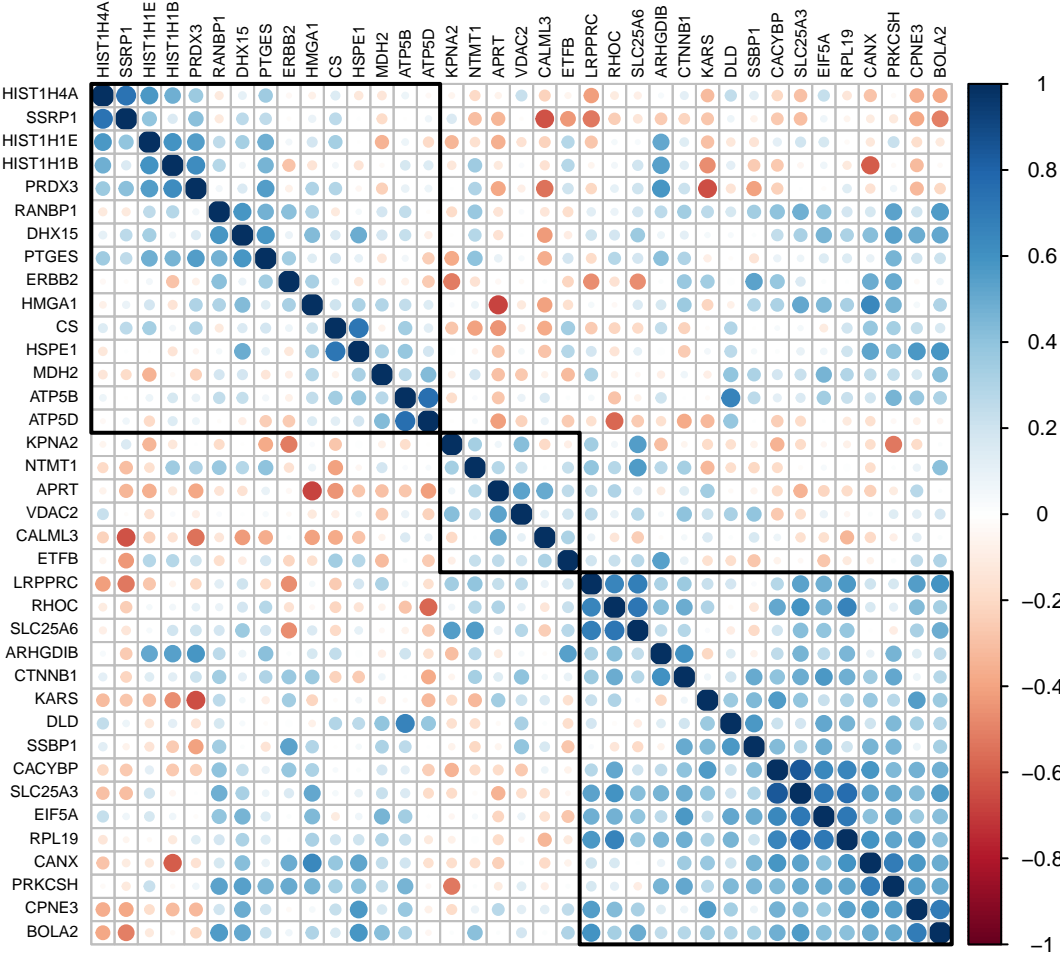 HIST1H4A
SSRP1
HIST1H1E
HIST1H1B
PRDX3
RANBP1
DHX15
PTGES
ERBB2
HMGA1
CS
HSPE1
MDH2
ATP5B
ATP5D
KPNA2
NTMT1
APRT
VDAC2
CALML3
ETFB
LRPPRC
RHOC
SLC25A6
ARHGDIB
CTNNB1
KARS
DLD
SSBP1
CACYBP
SLC25A3
EIF5A
RPL19
CANX
PRKCSH
CPNE3
BOLA2
HIST1H4A
SSRP1
HIST1H1E
HIST1H1B
PRDX3
RANBP1
DHX15
PTGES
ERBB2
HMGA1
CS
HSPE1
MDH2
ATP5B
ATP5D
KPNA2
NTMT1
APRT
VDAC2
CALML3
ETFB
LRPPRC
RHOC
SLC25A6
ARHGDIB
CTNNB1
KARS
DLD
SSBP1
CACYBP
SLC25A3
EIF5A
RPL19
CANX
PRKCSH
CPNE3
BOLA2
1
0.8
0.6
0.4
0.2
0
−0.2
−0.4
−0.6
−0.8
−1